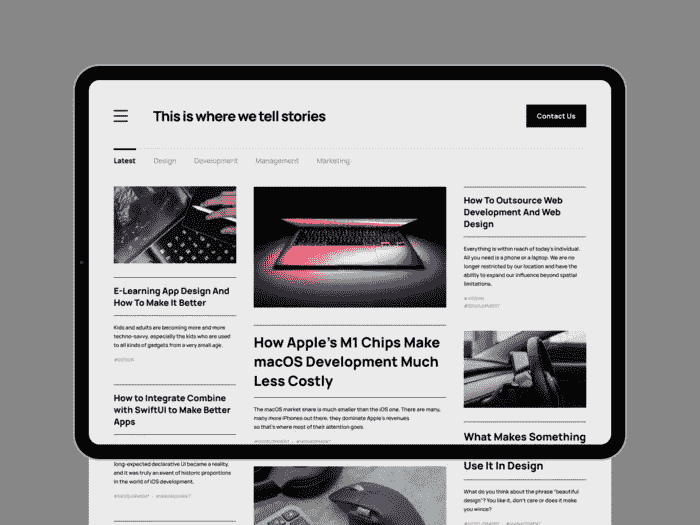 This is where we tell stories
Contact Us
Latest
Design
Development
Management
Marketing
E-Learning App Design And
How To Make It Better
Kids and adults are becoming more and more
techno-savvy, especially the kids who are used
to all kinds of gadgets from a very small age.
How to Integrate Combine
with SwiftUI to Make Better
Apps
long-expected declarative UI became a reality,
and it was truly an event of historic proportions
in the world of iOS development.
How Apple's M1 Chips Make
macOS Development Much
Less Costly
The macOS market share is much smaller than the iOS one. There are many,
many more iPhones out there, they dominate Apple's revenues
so that's where most of their attention goes.
How To Outsource Web
Development And Web
Design
Everything is within reach of today's individual.
All you need is a phone or a laptop. We are no
longer restricted by our location and have the
ability to expand our influence beyond spatial
limitations.
What Makes Something
Use It In Design
What do you think about the phrase "beautiful
design"? You like it, don't care or does it make
you wince?